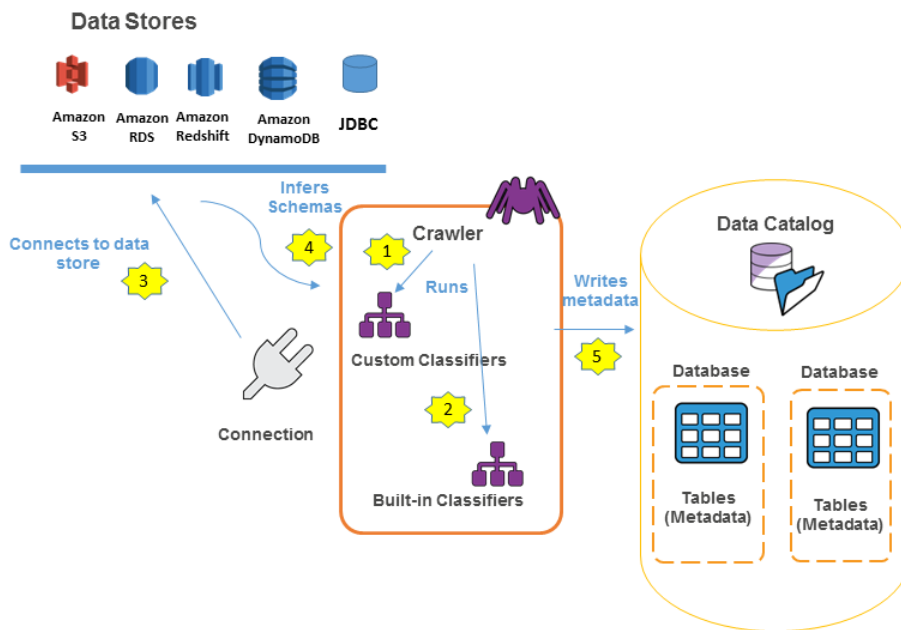 Data Stores
Amazon
S3
Amazon
RDS
Amazon
Redshift
Amazon
DynamoDB
JDBC
Infers
Schemas
4
Connects to data
store
3
Connection
1
Crawler
Runs
Custom Classifiers
2
Built-in Classifiers
Writes
metadata
5
Data Catalog
Database
Tables
(Metadata)
Database
Tables
(Metadata)